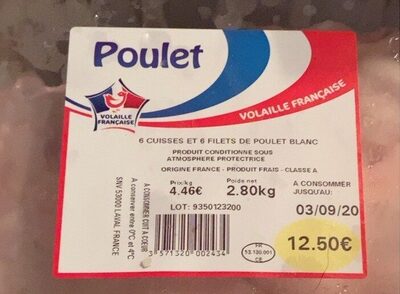 Poulet
VOLAILLE
FRANÇAISE
VOLAILLE FRANÇAISE
6 CUISSES ET 6 FILETS DE POULET BLANC
PRODUIT CONDITIONNE SOUS
ATMOSPHERE PROTECTRICE
ORIGINE FRANCE - PRODUIT FRAIS - CLASSE A
Prix/kg
4.46€
Poids net
2.80kg
A CONSOMMER
JUSQU'AU:
LOT: 9350123200
03/09/20
12.50€
A CONSOMMER CUIT A COEUR
A conserver entre 0°C et 4°C
SNV 53000 LAVAL FRANCE
3 571320 002434
FR
53.130.001
CE